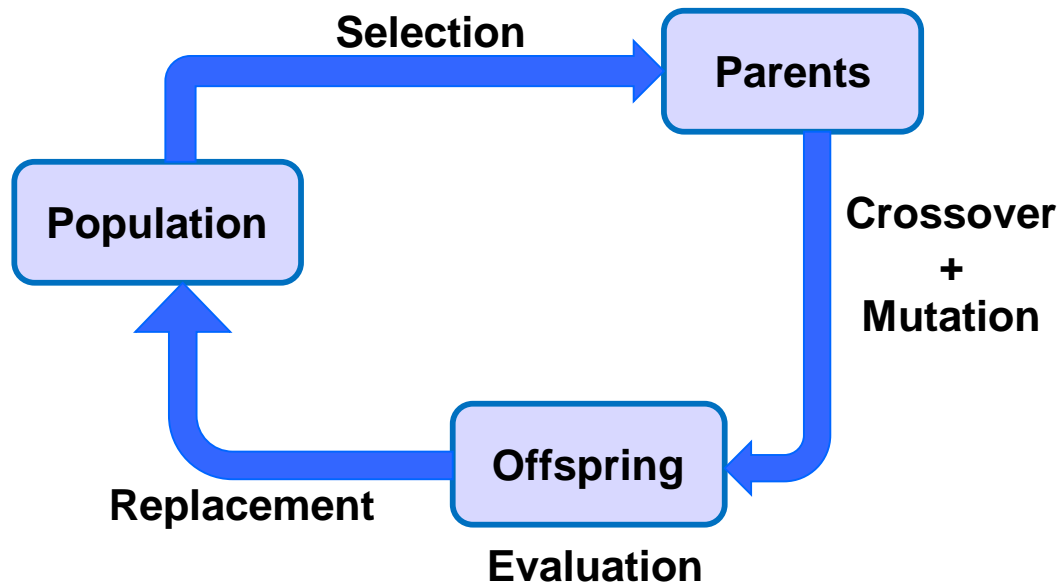 Selection
Parents
Population
Crossover
+
Mutation
Offspring
Replacement
Evaluation